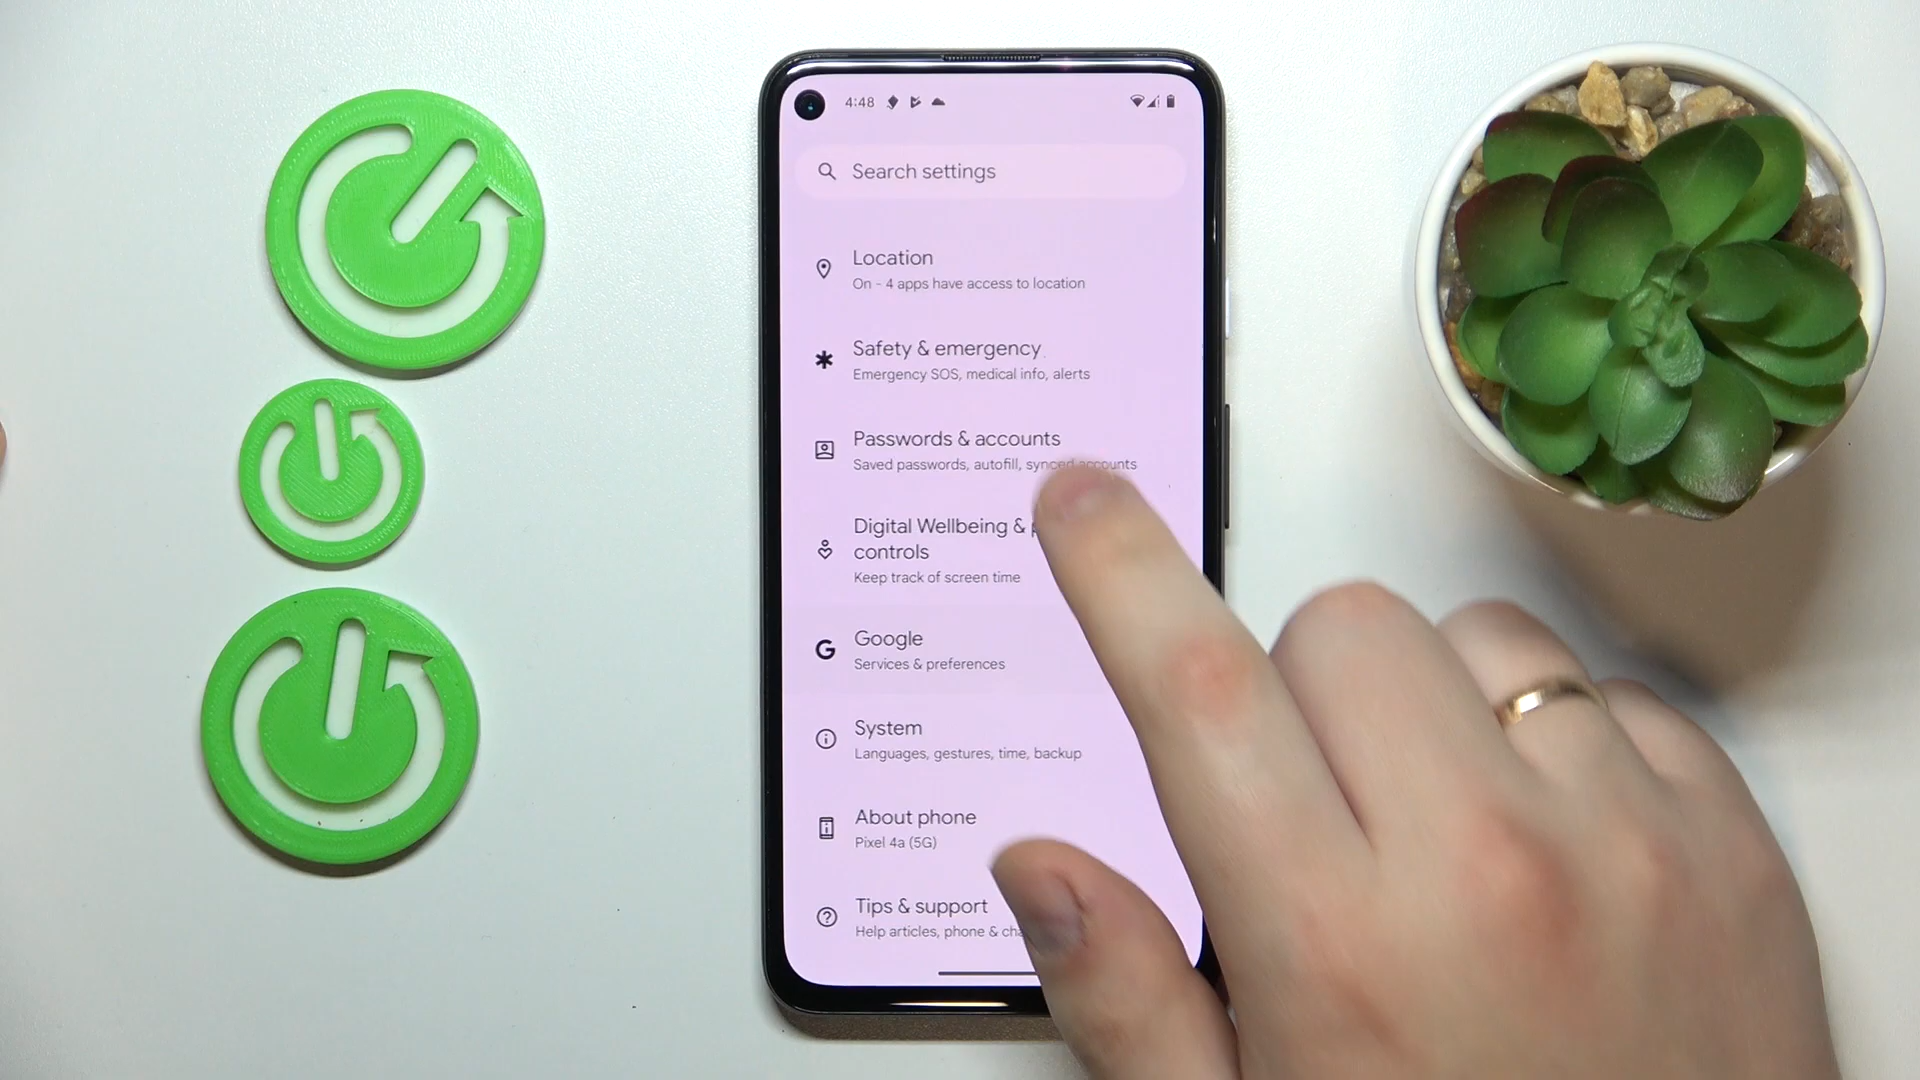 4:48
Search settings
Location
On - 4 apps have access to location
Safety & emergency
Emergency SOS, medical info, alerts
Passwords & accounts
Saved passwords, autofill, synced accounts
Digital Wellbeing &
controls
Keep track of screen time
Google
Services & preferences
System
Languages, gestures, time, backup
About phone
Pixel 4a (5G)
Tips & support
Help articles, phone &